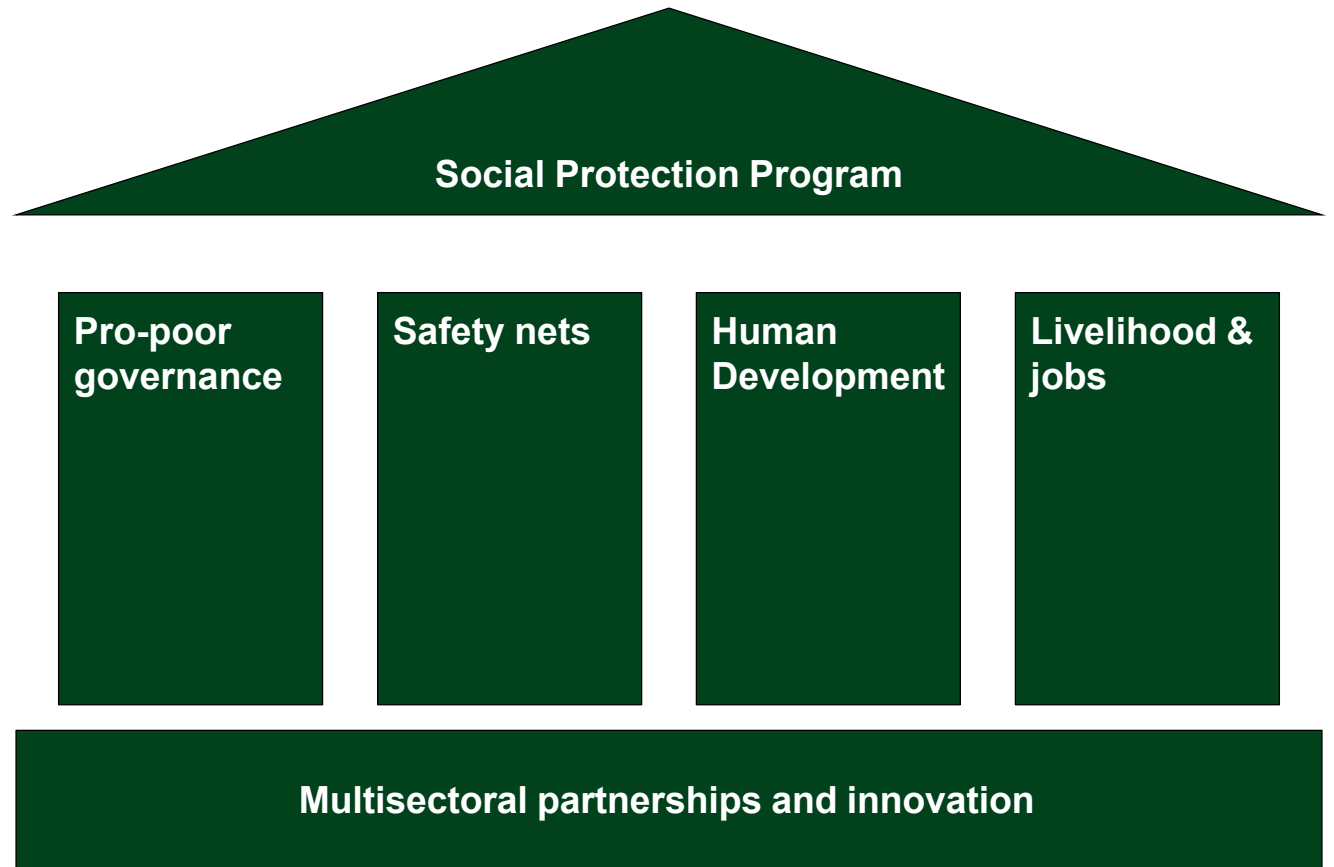 Social Protection Program
Pro-poor
governance
Safety nets
Human
Development
Livelihood &
jobs
Multisectoral partnerships and innovation